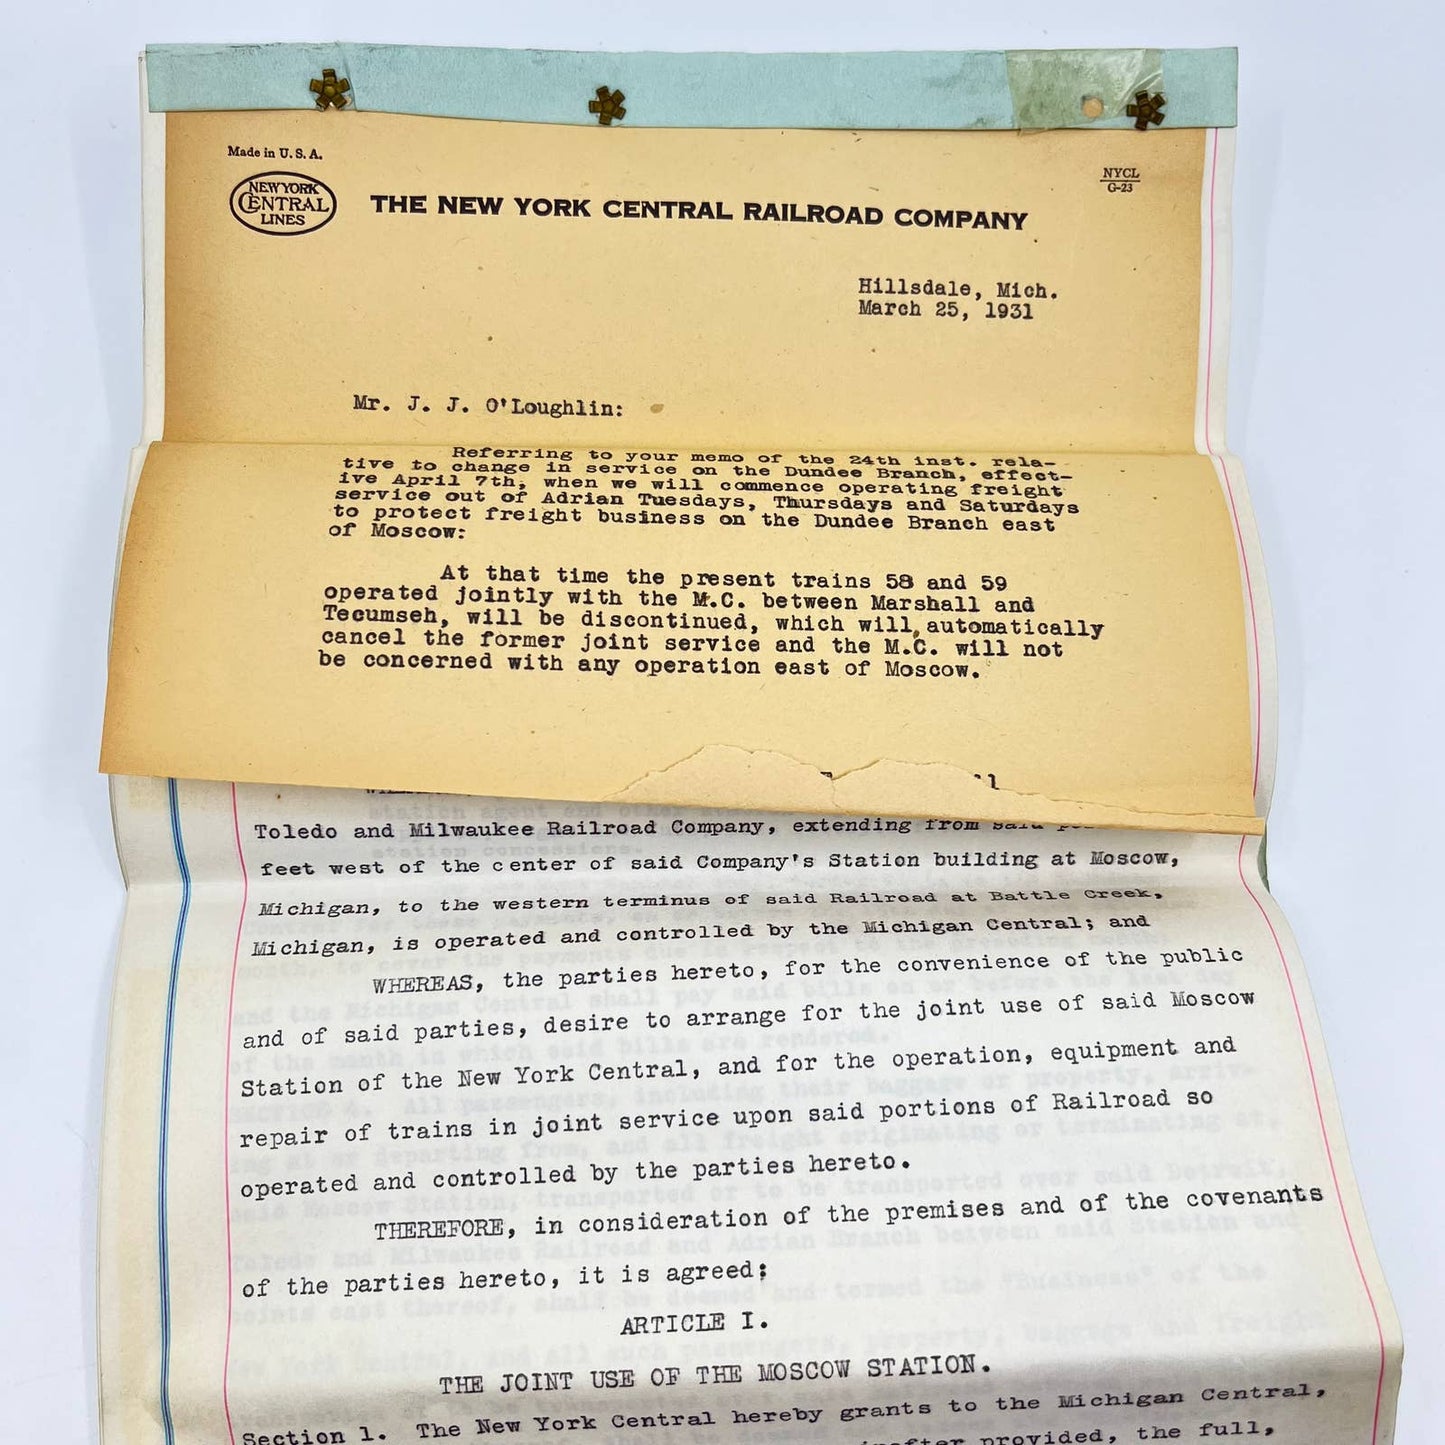 Made in U. S. A.
NEW YORK
CENTRAL
LINES
THE NEW YORK CENTRAL RAILROAD COMPANY
NYCL
G-23
Hillsdale, Mich.
March 25, 1931
Mr. J. J. O'Loughlin:
Referring to your memo of the 24th inst. rela-
tive to change in service on the Dundee Branch, effect-
ive April 7th, when we will commence operating freight
service out of Adrian Tuesdays, Thursdays and Saturdays
to protect freight business on the Dundee Branch east
of Moscow:
At that time the present trains 58 and 59
operated jointly with the M.C. between Marshall and
Tecumseh, will be discontinued, which will, automatically
cancel the former joint service and the M.C. will not
be concerned with any operation east of Moscow.
Toledo and Milwaukee Railroad Company, extending from said
feet west of the center of said Company's Station building at Moscow,
Michigan, to the western terminus of said Railroad at Battle Creek,
Michigan, is operated and controlled by the Michigan Central; and
WHEREAS, the parties hereto, for the convenience of the public
and of said parties, desire to arrange for the joint use of said Moscow
Station of the New York Central, and for the operation, equipment and
repair of trains in joint service upon said portions of Railroad so
operated and controlled by the parties hereto.
THEREFORE, in consideration of the premises and of the covenants
of the parties hereto, it is agreed:
ARTICLE I.
THE JOINT USE OF THE MOSCOW STATION.
Section 1. The New York Central hereby grants to the Michigan Central,
provided, the full,